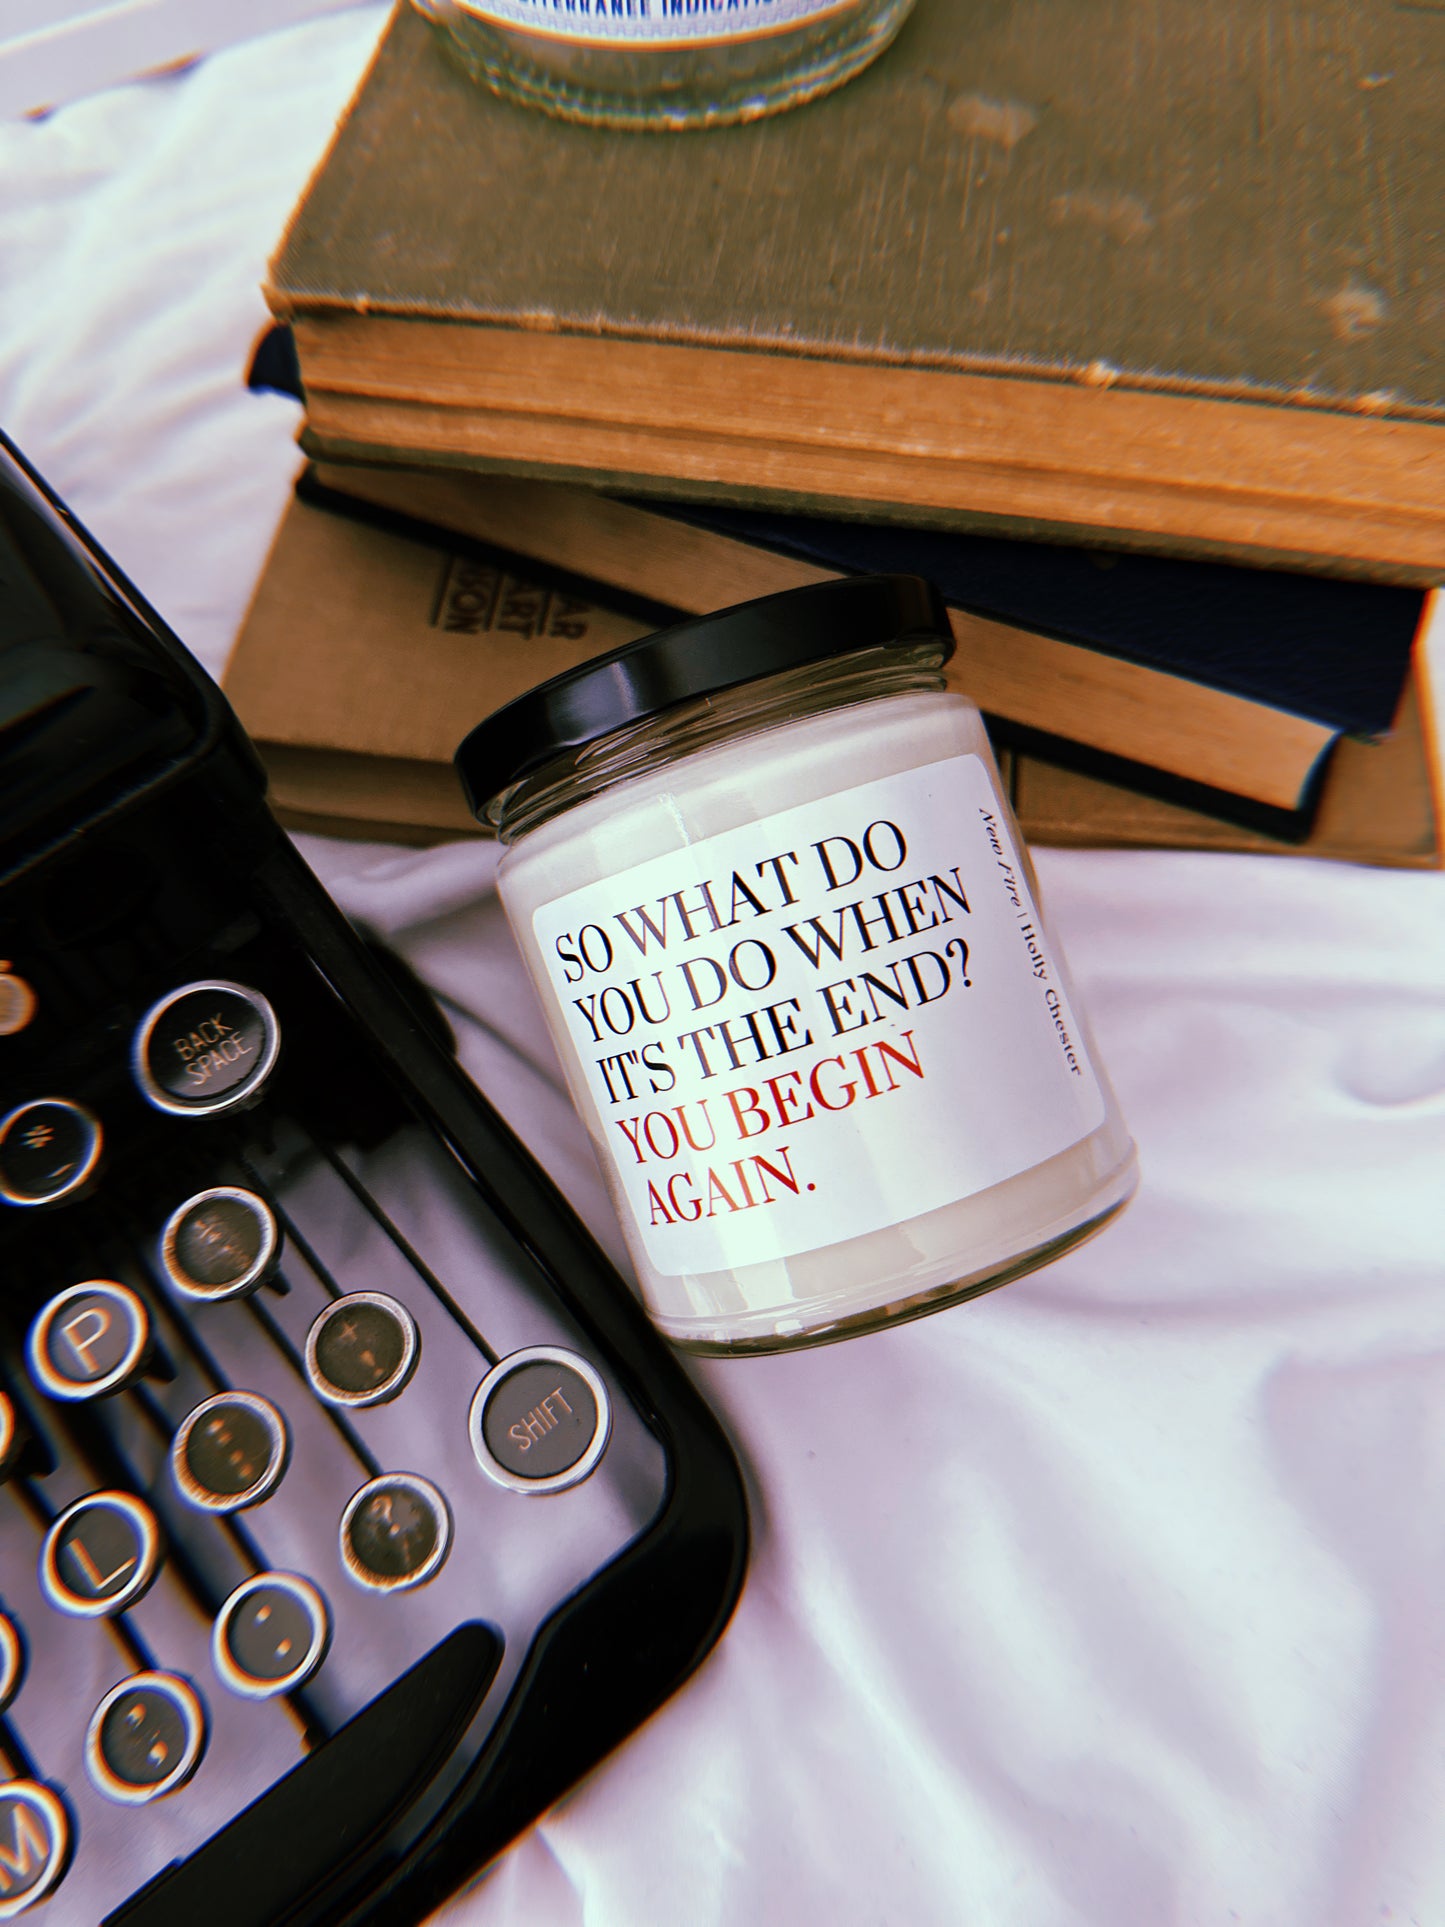 SO WHAT DO
YOU DO WHEN
IT'S THE END?
YOU BEGIN
AGAIN.
New Fire | Holly Chester
BACK
SPACE
P
SHIFT
L
M